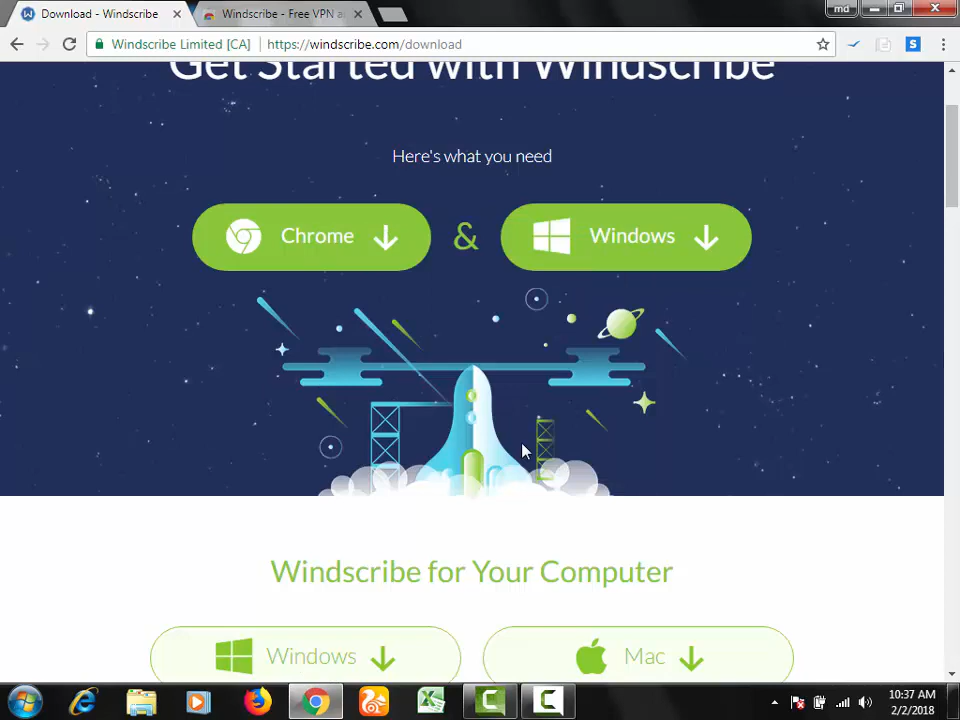 Download - Windscribe
Windscribe - Free VPN a
md
Windscribe Limited [CA]
https://windscribe.com/download
S
Get Started with Windscribe
Here's what you need
Chrome
&
Windows
Windscribe for Your Computer
Windows
Mac
10:37 AM
2/2/2018